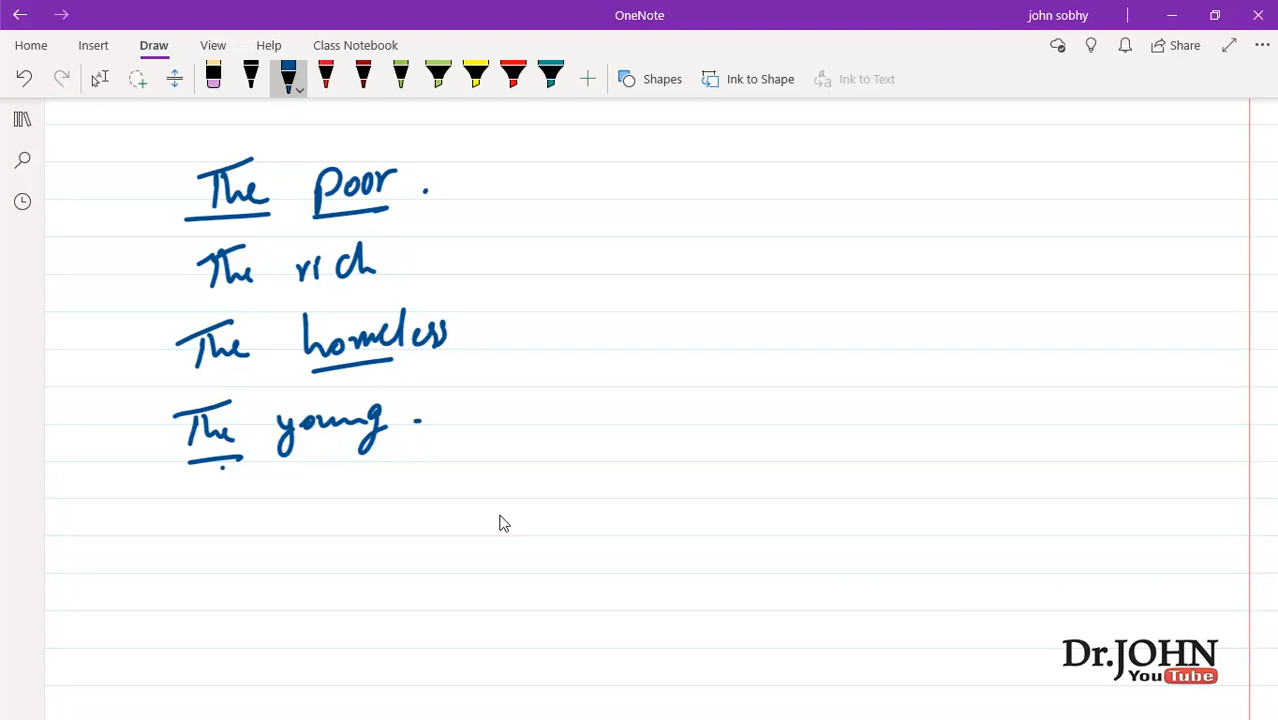 OneNote
john sobhy
Home Insert Draw View Help Class Notebook Share
Shapes Ink to Shape Ink to Text
The poor .
The rich
The homeless
The young .
Dr.JOHN
YouTube